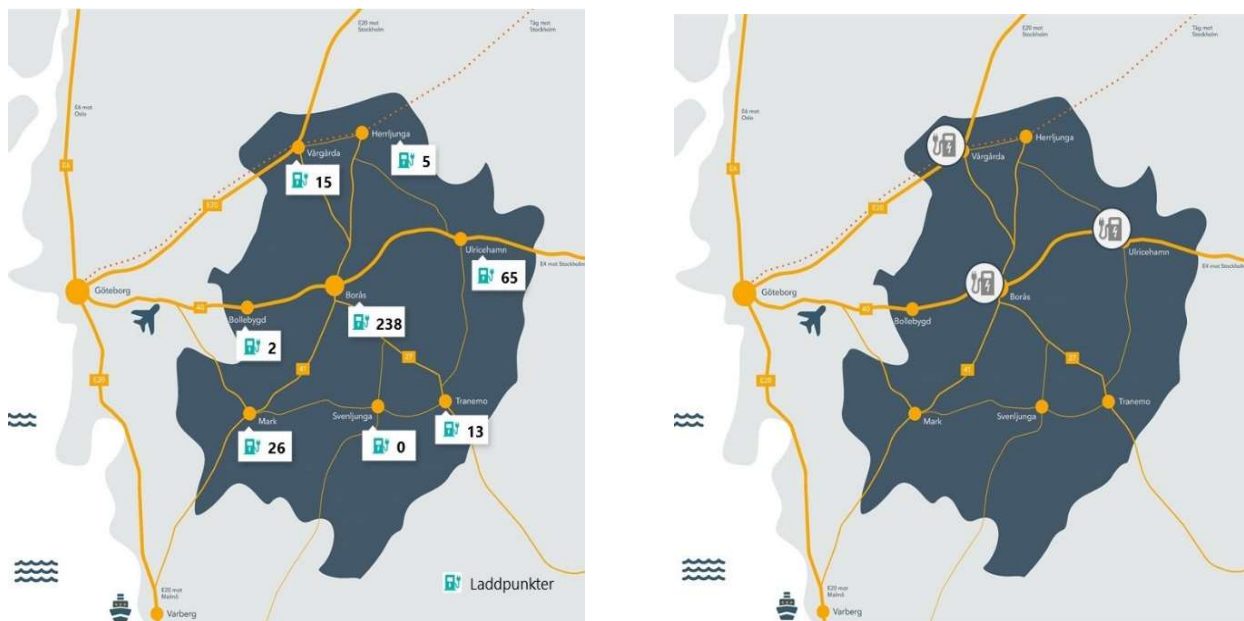 E20 mot
Stockholm
Tåg mot
Stockholm
E6 mot
Oslo
Herrljunga
Vårgårda
5
15
E6
E20
Ulricehamn
E4 mot Stockholm
65
Göteborg
Borås
40
Bollebygd
238
2
27
E20
41
Tranemo
Mark
Svenljunga
13
26
0
Laddpunkter
E20 mot
Malmö
Varberg
E20 mot
Stockholm
Tåg mot
Stockholm
E6 mot
Oslo
Herrljunga
Vårgårda
E6
E20
Ulricehamn
E4 mot Stockholm
Göteborg
Borås
40
Bollebygd
27
41
E20
Tranemo
Svenljunga
Mark
E20 mot
Malmö
Varberg